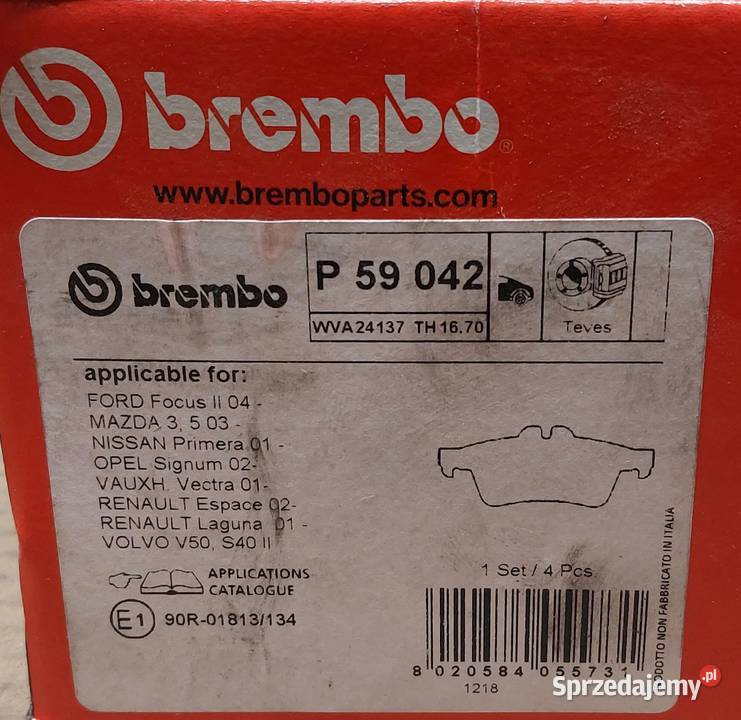 brembo®
www.bremboparts.com
brembo
P 59 042
WVA 24137 TH 16.70
Teves
applicable for:
FORD Focus II 04 -
MAZDA 3, 5 03 -
NISSAN Primera 01 -
OPEL Signum 02-
VAUXH. Vectra 01-
RENAULT Espace 02-
RENAULT Laguna 01 -
VOLVO V50, S40 II
APPLICATIONS
CATALOGUE
E1 90R-01813/134
1 Set / 4 Pcs.
8 020584 055731
1218
PRODOTTO NON FABBRICATO IN ITALIA
Sprzedajemy.pl